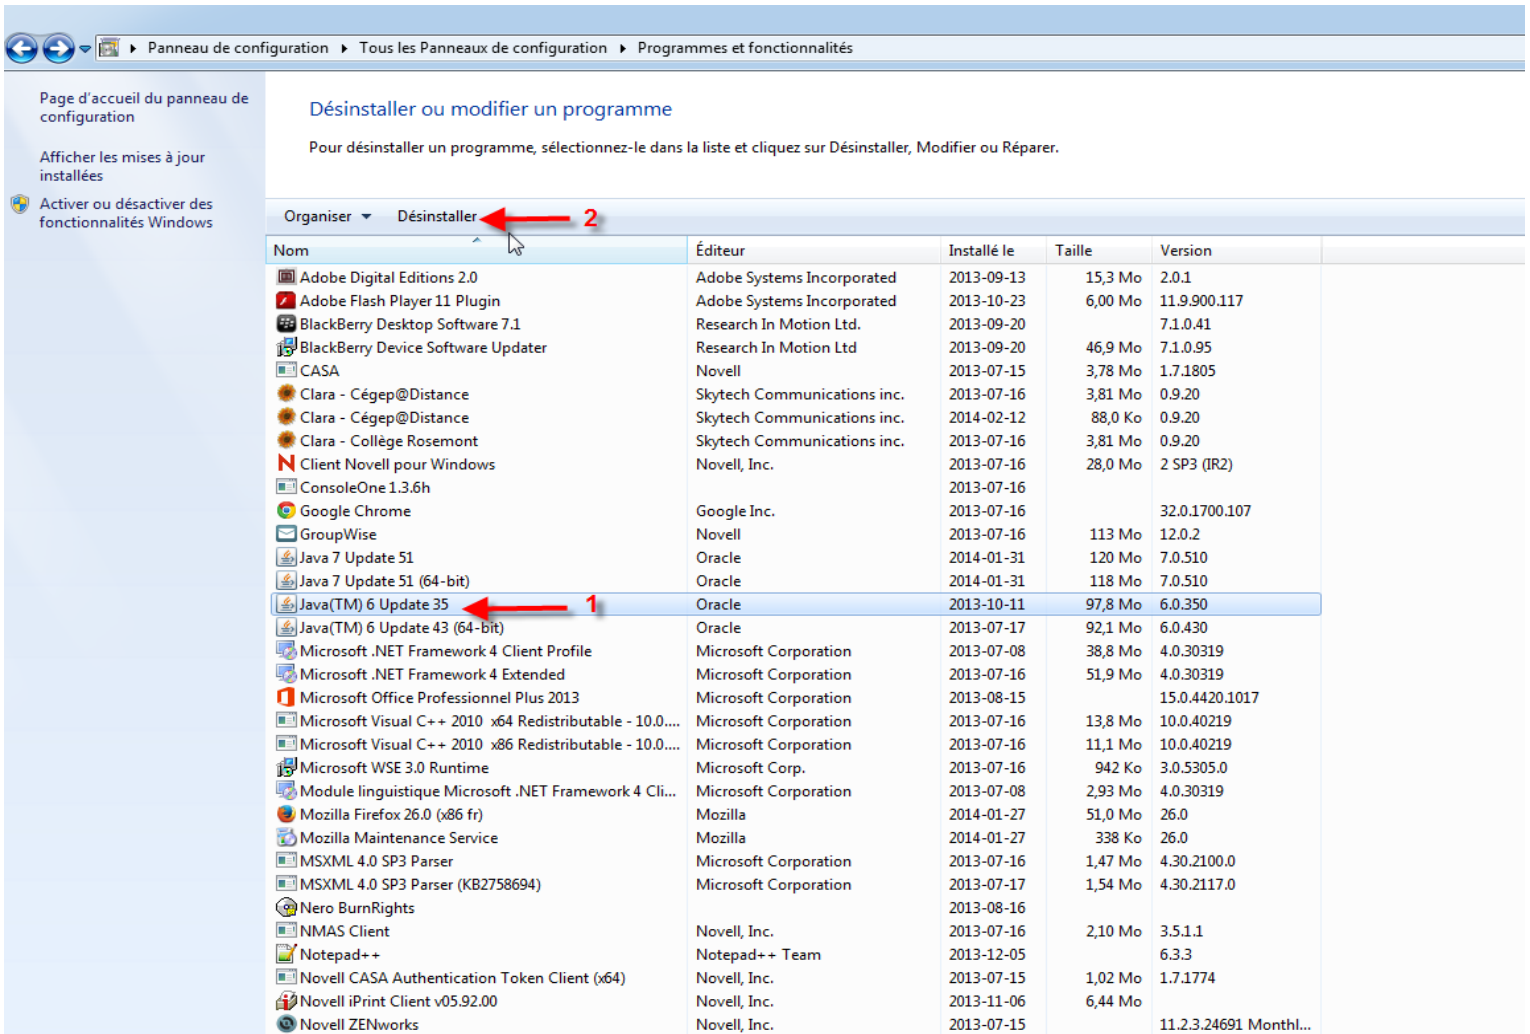 Panneau de configuration Tous les Panneaux de configuration Programmes et fonctionnalités
Page d'accueil du panneau de
configuration
Afficher les mises à jour
installées
Activer ou désactiver des
fonctionnalités Windows
Désinstaller ou modifier un programme
Pour désinstaller un programme, sélectionnez-le dans la liste et cliquez sur Désinstaller, Modifier ou Réparer.
Organiser Désinstaller 2
Nom Éditeur Installé le Taille Version
Adobe Digital Editions 2.0 Adobe Systems Incorporated 2013-09-13 15,3 Mo 2.0.1
Adobe Flash Player 11 Plugin Adobe Systems Incorporated 2013-10-23 6,00 Mo 11.9.900.117
BlackBerry Desktop Software 7.1 Research In Motion Ltd. 2013-09-20 7.1.0.41
BlackBerry Device Software Updater Research In Motion Ltd 2013-09-20 46,9 Mo 7.1.0.95
CASA Novell 2013-07-15 3,78 Mo 1.7.1805
Clara - Cégep@Distance Skytech Communications inc. 2013-07-16 3,81 Mo 0.9.20
Clara - Cégep@Distance Skytech Communications inc. 2014-02-12 88,0 Ko 0.9.20
Clara - Collège Rosemont Skytech Communications inc. 2013-07-16 3,81 Mo 0.9.20
Client Novell pour Windows Novell, Inc. 2013-07-16 28,0 Mo 2 SP3 (IR2)
ConsoleOne 1.3.6h 2013-07-16
Google Chrome Google Inc. 2013-07-16 32.0.1700.107
GroupWise Novell 2013-07-16 113 Mo 12.0.2
Java 7 Update 51 Oracle 2014-01-31 120 Mo 7.0.510
Java 7 Update 51 (64-bit) Oracle 2014-01-31 118 Mo 7.0.510
Java(TM) 6 Update 35 1 Oracle 2013-10-11 97,8 Mo 6.0.350
Java(TM) 6 Update 43 (64-bit) Oracle 2013-07-17 92,1 Mo 6.0.430
Microsoft .NET Framework 4 Client Profile Microsoft Corporation 2013-07-08 38,8 Mo 4.0.30319
Microsoft .NET Framework 4 Extended Microsoft Corporation 2013-07-16 51,9 Mo 4.0.30319
Microsoft Office Professionnel Plus 2013 Microsoft Corporation 2013-08-15 15.0.4420.1017
Microsoft Visual C++ 2010 x64 Redistributable - 10.0.... Microsoft Corporation 2013-07-16 13,8 Mo 10.0.40219
Microsoft Visual C++ 2010 x86 Redistributable - 10.0.... Microsoft Corporation 2013-07-16 11,1 Mo 10.0.40219
Microsoft WSE 3.0 Runtime Microsoft Corp. 2013-07-16 942 Ko 3.0.5305.0
Module linguistique Microsoft .NET Framework 4 Cli... Microsoft Corporation 2013-07-08 2,93 Mo 4.0.30319
Mozilla Firefox 26.0 (x86 fr) Mozilla 2014-01-27 51,0 Mo 26.0
Mozilla Maintenance Service Mozilla 2014-01-27 338 Ko 26.0
MSXML 4.0 SP3 Parser Microsoft Corporation 2013-07-16 1,47 Mo 4.30.2100.0
MSXML 4.0 SP3 Parser (KB2758694) Microsoft Corporation 2013-07-17 1,54 Mo 4.30.2117.0
Nero BurnRights 2013-08-16
NMAS Client Novell, Inc. 2013-07-16 2,10 Mo 3.5.1.1
Notepad++ Notepad++ Team 2013-12-05 6.3.3
Novell CASA Authentication Token Client (x64) Novell, Inc. 2013-07-15 1,02 Mo 1.7.1774
Novell iPrint Client v05.92.00 Novell, Inc. 2013-11-06 6,44 Mo
Novell ZENworks Novell, Inc. 2013-07-15 11.2.3.24691 Monthl...